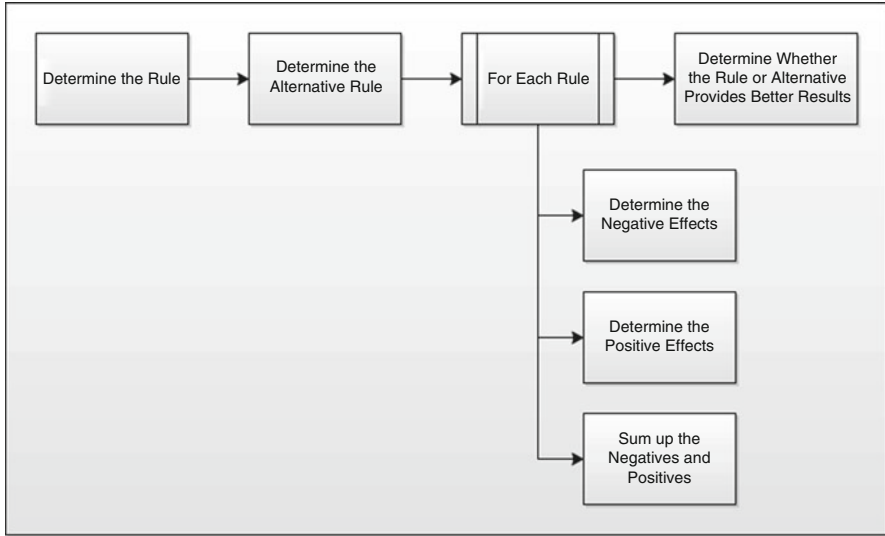 Determine the Rule
Determine the
Alternative Rule
For Each Rule
Determine Whether
the Rule or Alternative
Provides Better Results
Determine the
Negative Effects
Determine the
Positive Effects
Sum up the
Negatives and
Positives